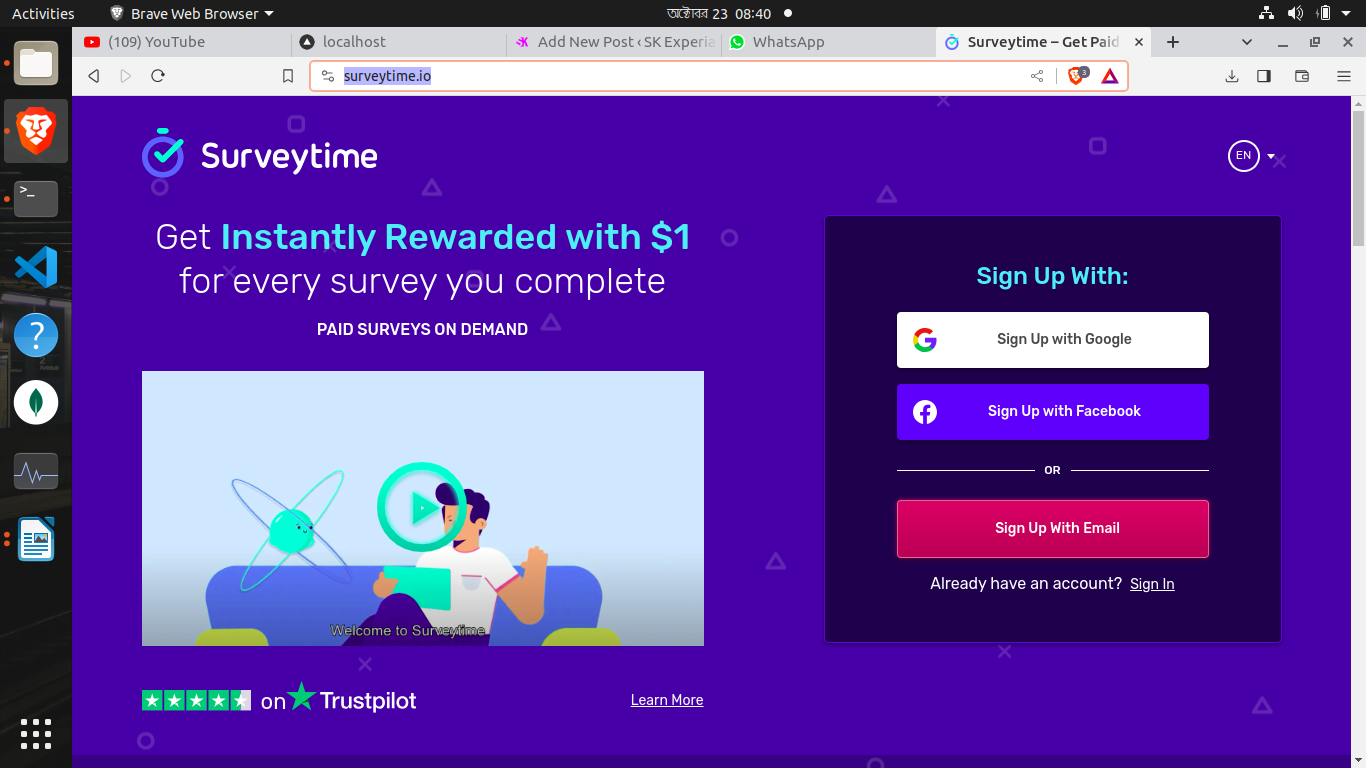 Activities
Brave Web Browser
অক্টোবর 23 08:40
(109) YouTube
localhost
Add New Post ‹ SK Experia
WhatsApp
Surveytime – Get Paid
surveytime.io
3
Surveytime
EN
Get Instantly Rewarded with $1
for every survey you complete
PAID SURVEYS ON DEMAND
Sign Up With:
Sign Up with Google
Sign Up with Facebook
OR
Sign Up With Email
Already have an account? Sign In
Welcome to Surveytime
on Trustpilot
Learn More